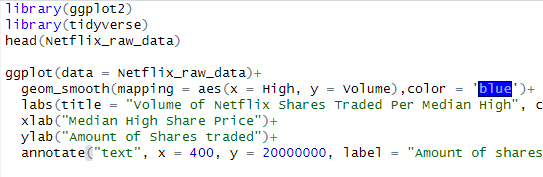 library(ggplot2)
library(tidyverse)
head(Netflix_raw_data)
ggplot(data = Netflix_raw_data)+
geom_smooth(mapping = aes(x = High, y = Volume),color = 'blue')+
labs(title = "Volume of Netflix Shares Traded Per Median High", c
xlab("Median High Share Price")+
ylab("Amount of Shares traded")+
annotate("text", x = 400, y = 20000000, label = "Amount of shares